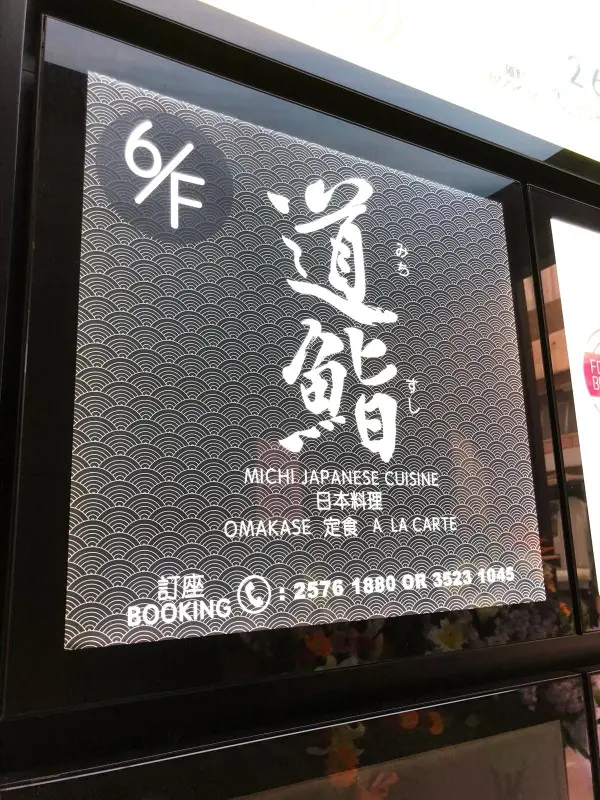 6/F
道鮨
みち
すし
MICHI JAPANESE CUISINE
日本料理
OMAKASE 定食 A LA CARTE
訂座
BOOKING : 2576 1880 OR 3523 1045